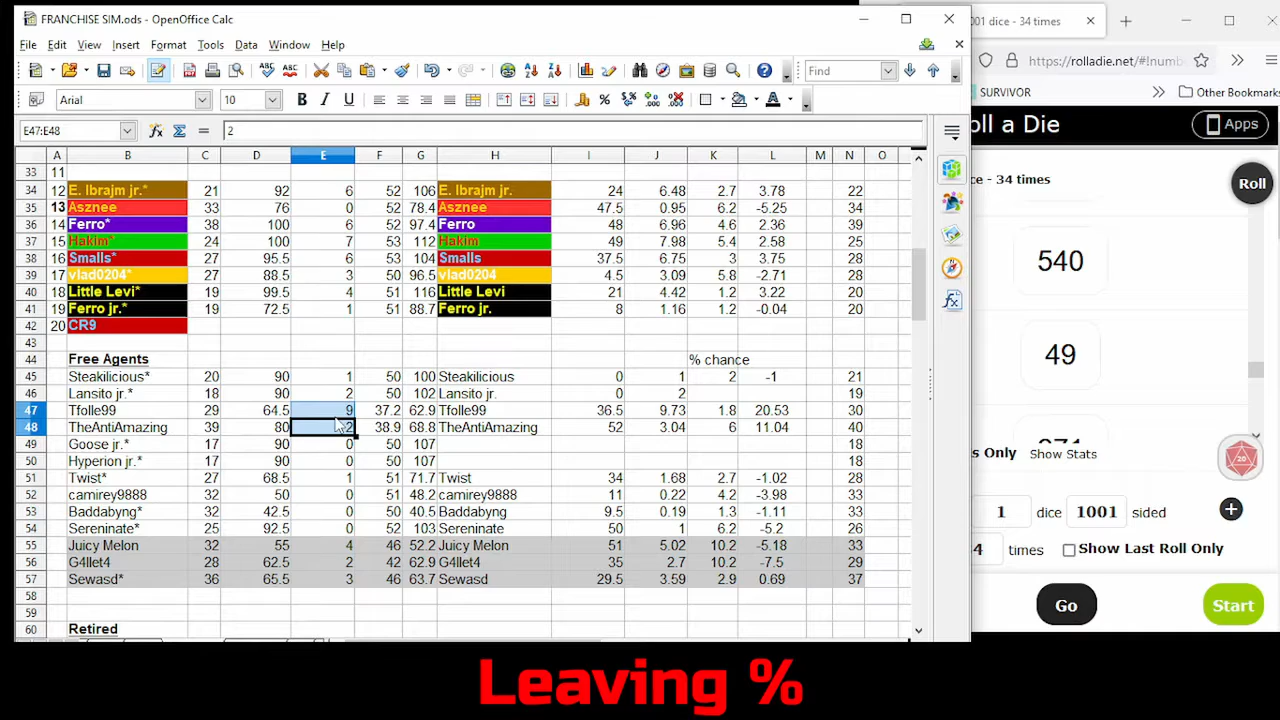 FRANCHISE SIM.ods - OpenOffice Calc
File Edit View Insert Format Tools Data Window Help
Find
Arial 10
E47:E48 2
A B C D E F G H I J K L M N O
33 11
34 12 E. Ibrajm jr.* 21 92 6 52 106 E. Ibrajm jr. 24 6.48 2.7 3.78 22
35 13 Asznee 33 76 0 52 78.4 Asznee 47.5 0.95 6.2 -5.25 34
36 14 Ferro* 38 100 6 52 97.4 Ferro 48 6.96 4.6 2.36 39
37 15 Hakim* 24 100 7 53 112 Hakim 49 7.98 5.4 2.58 25
38 16 Smalls* 27 95.5 6 53 104 Smalls 37.5 6.75 3 3.75 28
39 17 vlad0204* 27 88.5 3 50 96.5 vlad0204 4.5 3.09 5.8 -2.71 28
40 18 Little Levi* 19 99.5 4 51 116 Little Levi 21 4.42 1.2 3.22 20
41 19 Ferro jr.* 19 72.5 1 51 88.7 Ferro jr. 8 1.16 1.2 -0.04 20
42 20 CR9
43
44 Free Agents % chance
45 Steakilicious* 20 90 1 50 100 Steakilicious 0 1 2 -1 21
46 Lansito jr.* 18 90 2 50 102 Lansito jr. 0 2 19
47 Tfolle99 29 64.5 9 37.2 62.9 Tfolle99 36.5 9.73 1.8 20.53 30
48 TheAntiAmazing 39 80 2 38.9 68.8 TheAntiAmazing 52 3.04 6 11.04 40
49 Goose jr.* 17 90 0 50 107 18
50 Hyperion jr.* 17 90 0 50 107 18
51 Twist* 27 68.5 1 51 71.7 Twist 34 1.68 2.7 -1.02 28
52 camirey9888 32 50 0 51 48.2 camirey9888 11 0.22 4.2 -3.98 33
53 Baddabyng* 32 42.5 0 50 40.5 Baddabyng 9.5 0.19 1.3 -1.11 33
54 Sereninate* 25 92.5 0 52 103 Sereninate 50 1 6.2 -5.2 26
55 Juicy Melon 32 55 4 46 52.2 Juicy Melon 51 5.02 10.2 -5.18 33
56 G4llet4 28 62.5 2 42 62.9 G4llet4 35 2.7 10.2 -7.5 29
57 Sewasd* 36 65.5 3 46 63.7 Sewasd 29.5 3.59 2.9 0.69 37
58
59
60 Retired
001 dice - 34 times
https://rolladie.net/#!numb
SURVIVOR Other Bookmarks
oll a Die Apps
ice - 34 times Roll
540
49
s Only Show Stats
20
1 dice 1001 sided
4 times Show Last Roll Only
Go Start
Leaving %